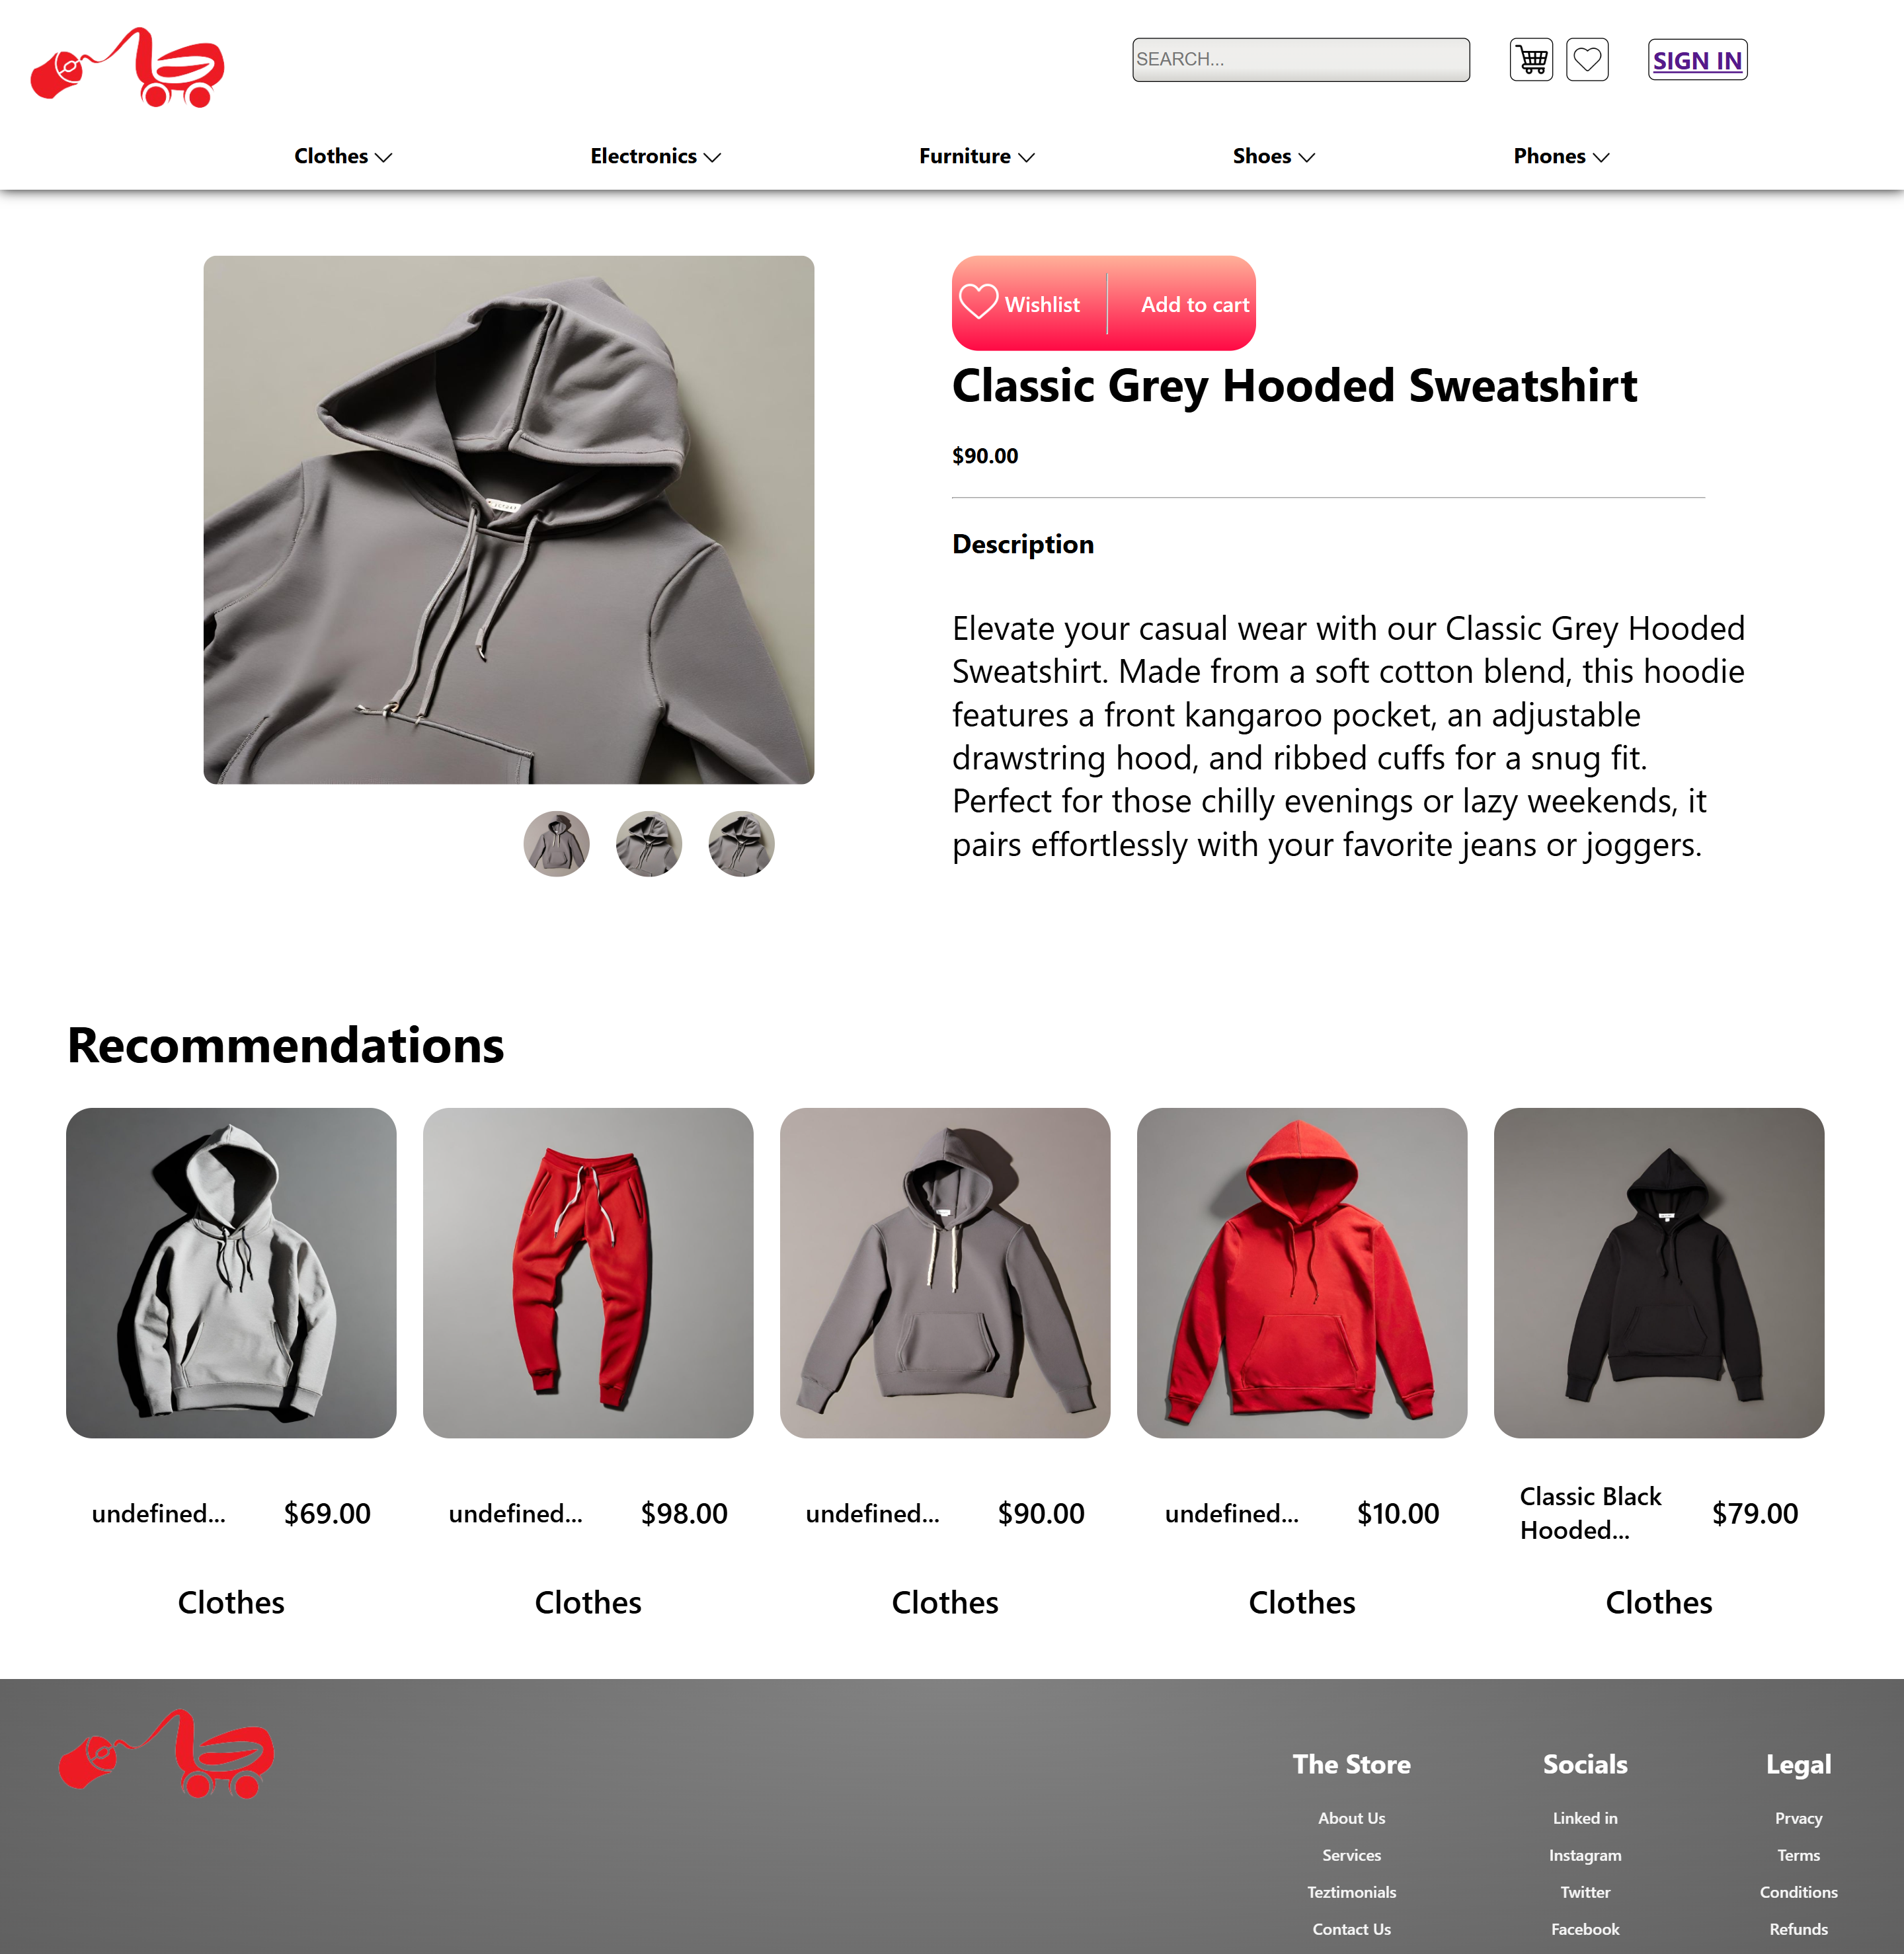 SEARCH...
SIGN IN
Clothes
Electronics
Furniture
Shoes
Phones
Wishlist
Add to cart
Classic Grey Hooded Sweatshirt
$90.00
Description
Elevate your casual wear with our Classic Grey Hooded
Sweatshirt. Made from a soft cotton blend, this hoodie
features a front kangaroo pocket, an adjustable
drawstring hood, and ribbed cuffs for a snug fit.
Perfect for those chilly evenings or lazy weekends, it
pairs effortlessly with your favorite jeans or joggers.
Recommendations
undefined...
$69.00
Clothes
undefined...
$98.00
Clothes
undefined...
$90.00
Clothes
undefined...
$10.00
Clothes
Classic Black
Hooded...
$79.00
Clothes
The Store
About Us
Services
Teztimonials
Contact Us
Socials
Linked in
Instagram
Twitter
Facebook
Legal
Prvacy
Terms
Conditions
Refunds